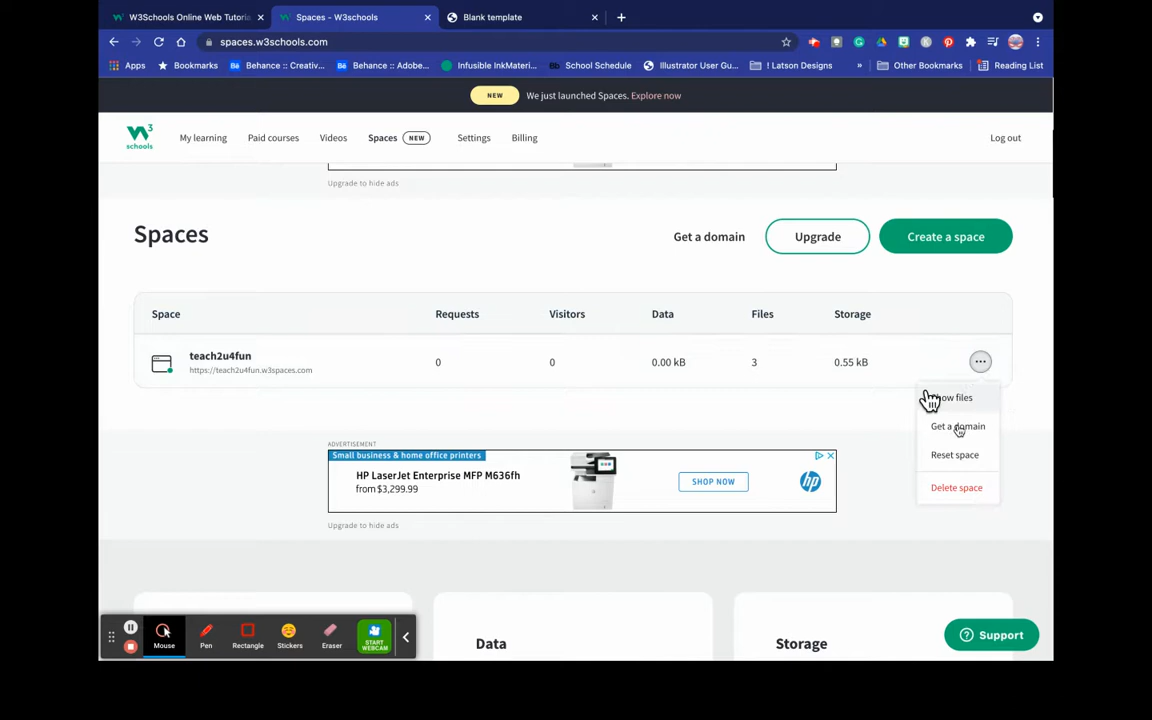 W3Schools Online Web Tutoria
Spaces - W3schools
Blank template
spaces.w3schools.com
Apps
Bookmarks
Behance :: Creativ...
Behance :: Adobe...
Infusible InkMateri...
Bb School Schedule
Illustrator User Gu...
! Latson Designs
»
Other Bookmarks
Reading List
NEW We just launched Spaces. Explore now
W3 schools
My learning
Paid courses
Videos
Spaces NEW
Settings
Billing
Log out
Upgrade to hide ads
Spaces
Get a domain
Upgrade
Create a space
Space Requests Visitors Data Files Storage
teach2u4fun 0 0 0.00 kB 3 0.55 kB
https://teach2u4fun.w3spaces.com
files
Get a domain
Reset space
Delete space
ADVERTISEMENT
Small business & home office printers
HP LaserJet Enterprise MFP M636fh
from $3,299.99
SHOP NOW
hp
Upgrade to hide ads
Data
Storage
Mouse
Pen
Rectangle
Stickers
Eraser
START WEBCAM
Support